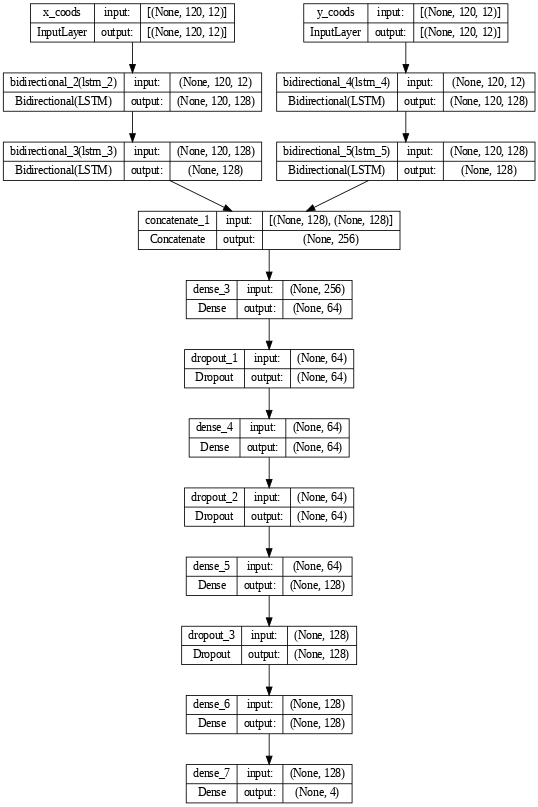 x_coods input: [(None, 120, 12)]
InputLayer output: [(None, 120, 12)]
y_coods input: [(None, 120, 12)]
InputLayer output: [(None, 120, 12)]
bidirectional_2(lstm_2) input: (None, 120, 12)
Bidirectional(LSTM) output: (None, 120, 128)
bidirectional_4(lstm_4) input: (None, 120, 12)
Bidirectional(LSTM) output: (None, 120, 128)
bidirectional_3(lstm_3) input: (None, 120, 128)
Bidirectional(LSTM) output: (None, 128)
bidirectional_5(lstm_5) input: (None, 120, 128)
Bidirectional(LSTM) output: (None, 128)
concatenate_1 input: [(None, 128), (None, 128)]
Concatenate output: (None, 256)
dense_3 input: (None, 256)
Dense output: (None, 64)
dropout_1 input: (None, 64)
Dropout output: (None, 64)
dense_4 input: (None, 64)
Dense output: (None, 64)
dropout_2 input: (None, 64)
Dropout output: (None, 64)
dense_5 input: (None, 64)
Dense output: (None, 128)
dropout_3 input: (None, 128)
Dropout output: (None, 128)
dense_6 input: (None, 128)
Dense output: (None, 128)
dense_7 input: (None, 128)
Dense output: (None, 4)